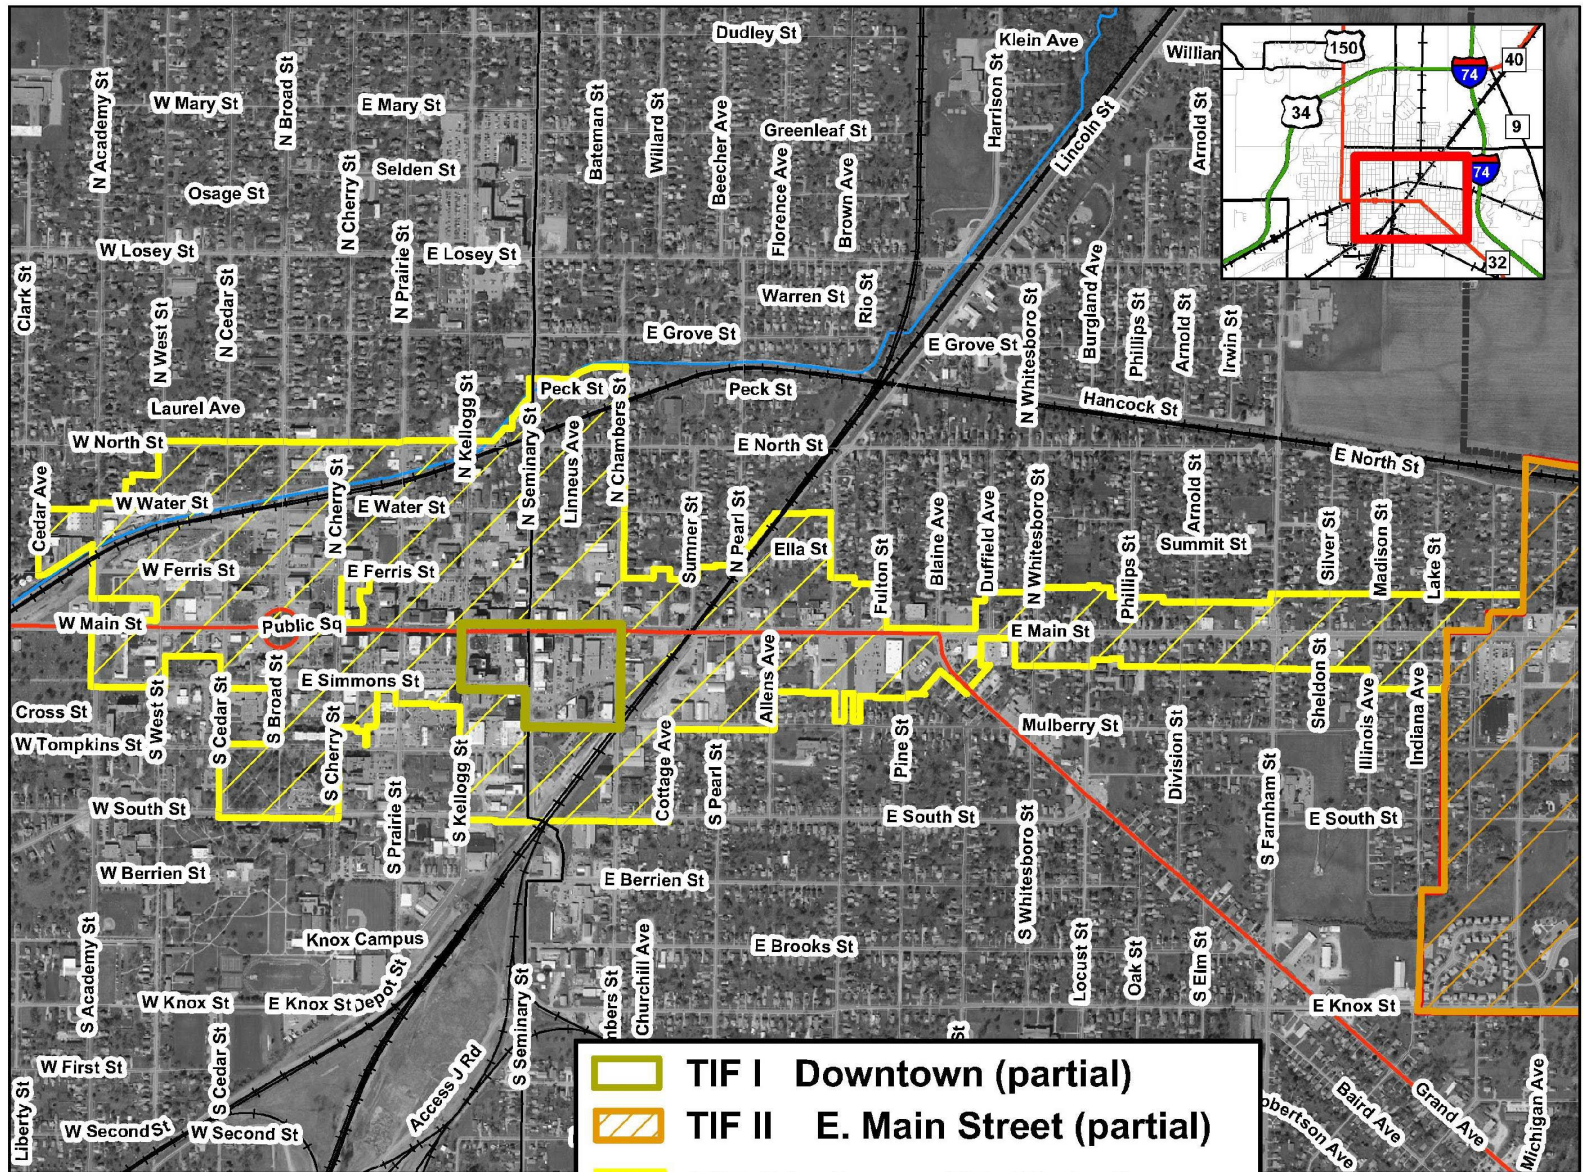 Dudley St
Klein Ave
Willian
150
40
74
34
9
74
32
N Academy St
W Mary St
N Broad St
E Mary St
Bateman St
Willard St
Beecher Ave
Greenleaf St
Harrison St
Lincoln St
Arnold St
Osage St
N Cherry St
Selden St
Florence Ave
Brown Ave
W Losey St
N Prairie St
E Losey St
Clark St
N West St
N Cedar St
Warren St
Rio St
E Grove St
E Grove St
N Whitesboro St
Burgland Ave
Phillips St
Arnold St
Irwin St
Laurel Ave
N Kellogg St
Peck St
Peck St
Hancock St
W North St
N Seminary St
Linneus Ave
N Chambers St
E North St
E North St
Cedar Ave
W Water St
N Cherry St
E Water St
Sumner St
N Pearl St
Ella St
Fulton St
Blaine Ave
Duffield Ave
N Whitesboro St
Phillips St
Arnold St
Summit St
Silver St
Madison St
Lake St
W Ferris St
E Ferris St
W Main St
Public Sq
E Main St
Cross St
S West St
S Cedar St
S Broad St
E Simmons St
Allens Ave
Sheldon St
Illinois Ave
Indiana Ave
W Tompkins St
S Cherry St
S Kellogg St
Cottage Ave
S Pearl St
Pine St
Mulberry St
Division St
S Farnham St
W South St
S Prairie St
E South St
E South St
W Berrien St
E Berrien St
S Whitesboro St
S Academy St
Knox Campus
Depot St
Churchill Ave
E Brooks St
Locust St
Oak St
S Elm St
W Knox St
E Knox St
S Seminary St
mbers St
St
E Knox St
W First St
S Cedar St
Access J Rd
Liberty St
W Second St
W Second St
obertson Ave
Baird Ave
Grand Ave
Michigan Ave
TIF I Downtown (partial)
TIF II E. Main Street (partial)